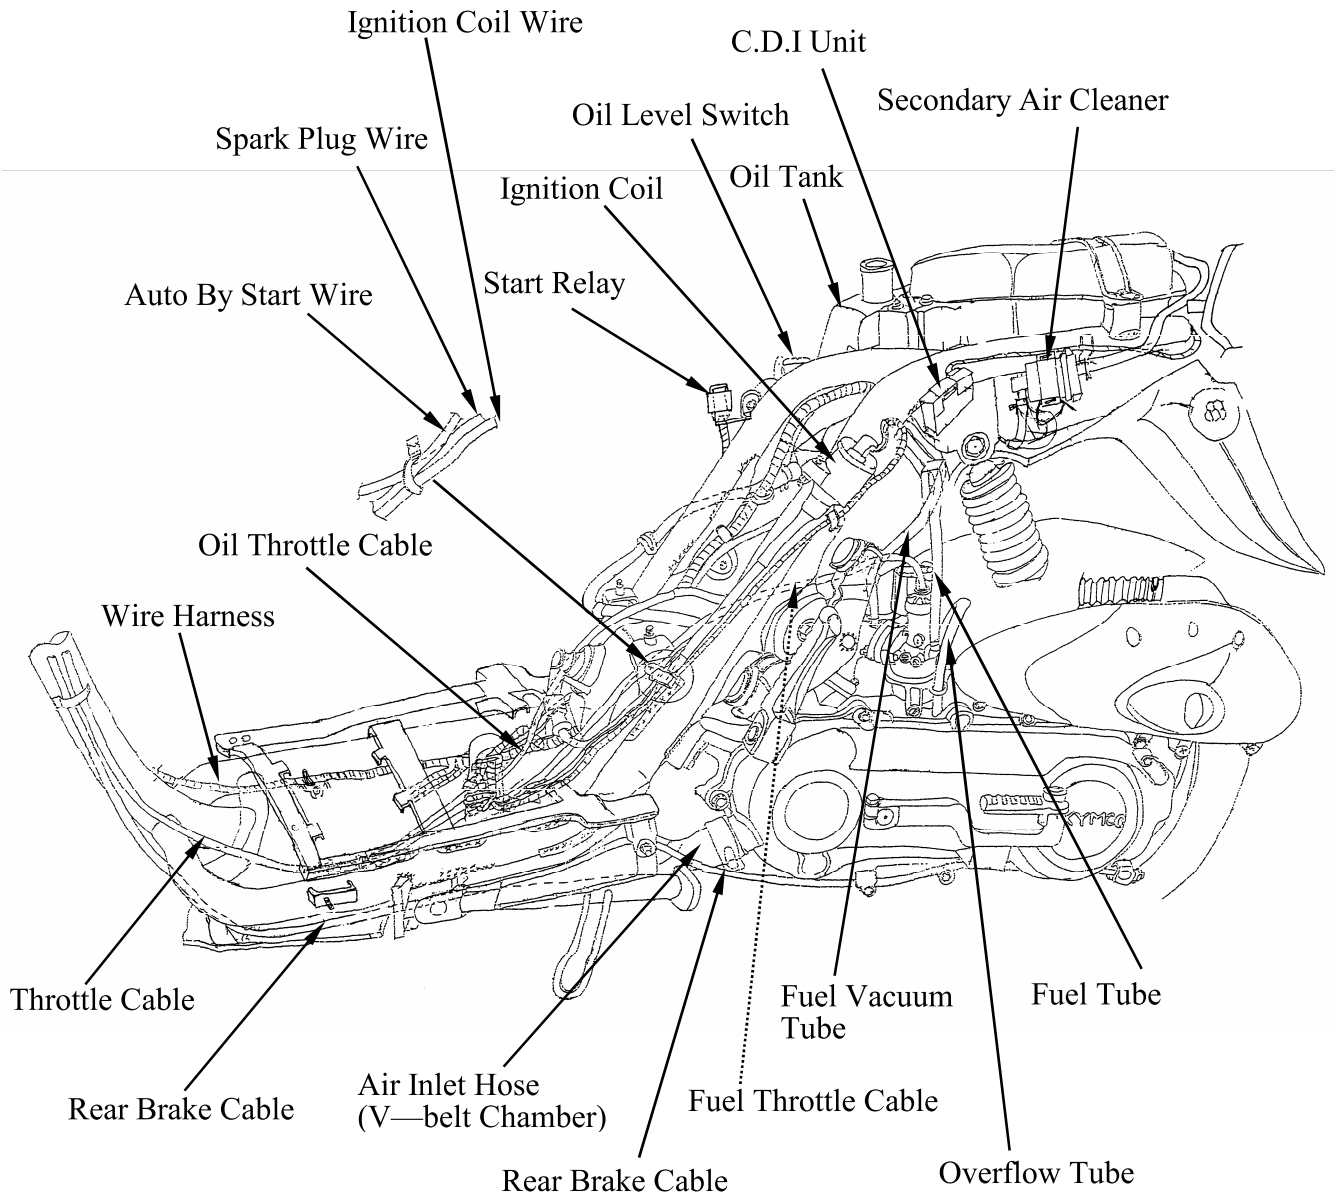 Ignition Coil Wire
C.D.I Unit
Secondary Air Cleaner
Oil Level Switch
Spark Plug Wire
Oil Tank
Ignition Coil
Start Relay
Auto By Start Wire
Oil Throttle Cable
Wire Harness
KYMCO
Throttle Cable
Fuel Vacuum
Tube
Fuel Tube
Air Inlet Hose
(V—belt Chamber)
Rear Brake Cable
Fuel Throttle Cable
Rear Brake Cable
Overflow Tube